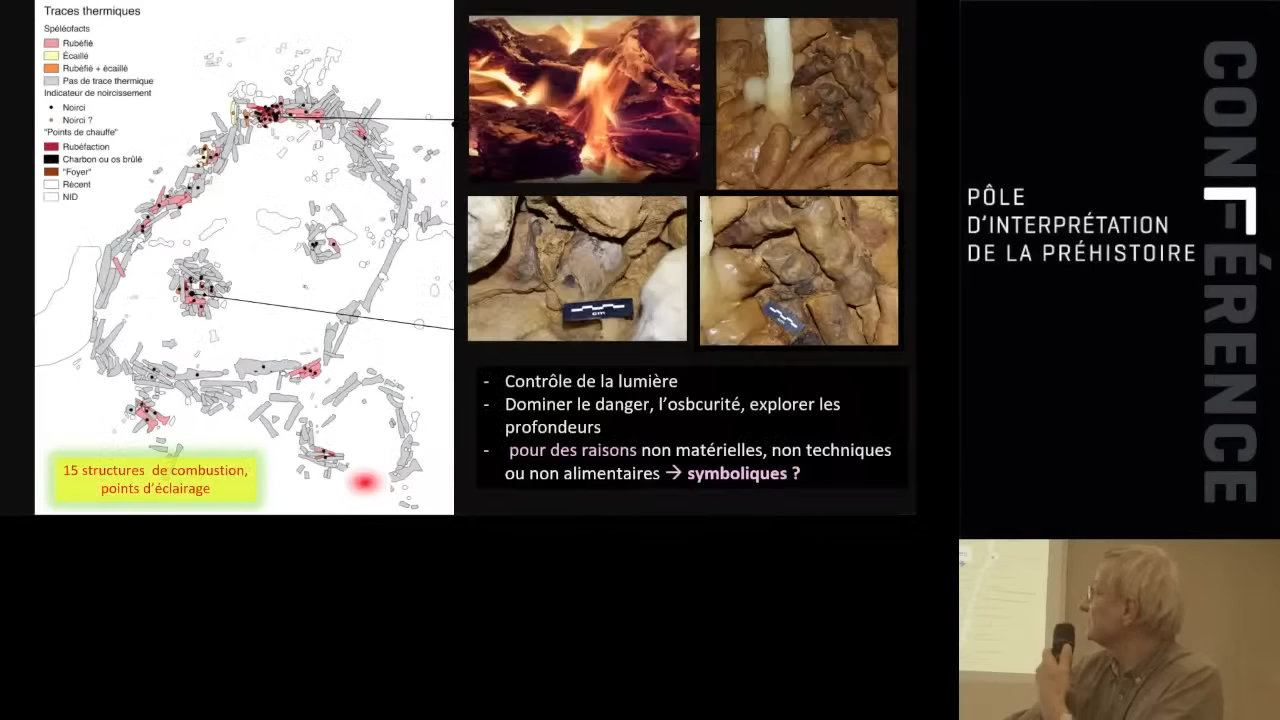 Traces thermiques
Spéléofacts
Rubéfié
Écaillé
Rubéfié + écaillé
Pas de trace thermique
Indicateur de noircissement
Noirci
Noirci ?
"Points de chauffe"
Rubéfaction
Charbon ou os brûlé
"Foyer"
Récent
NID
15 structures de combustion,
points d'éclairage
cm
cm
- Contrôle de la lumière
- Dominer le danger, l'osbcurité, explorer les
profondeurs
- pour des raisons non matérielles, non techniques
ou non alimentaires → symboliques ?
PÔLE
D'INTERPRÉTATION
DE LA PRÉHISTOIRE
CONFÉRENCE